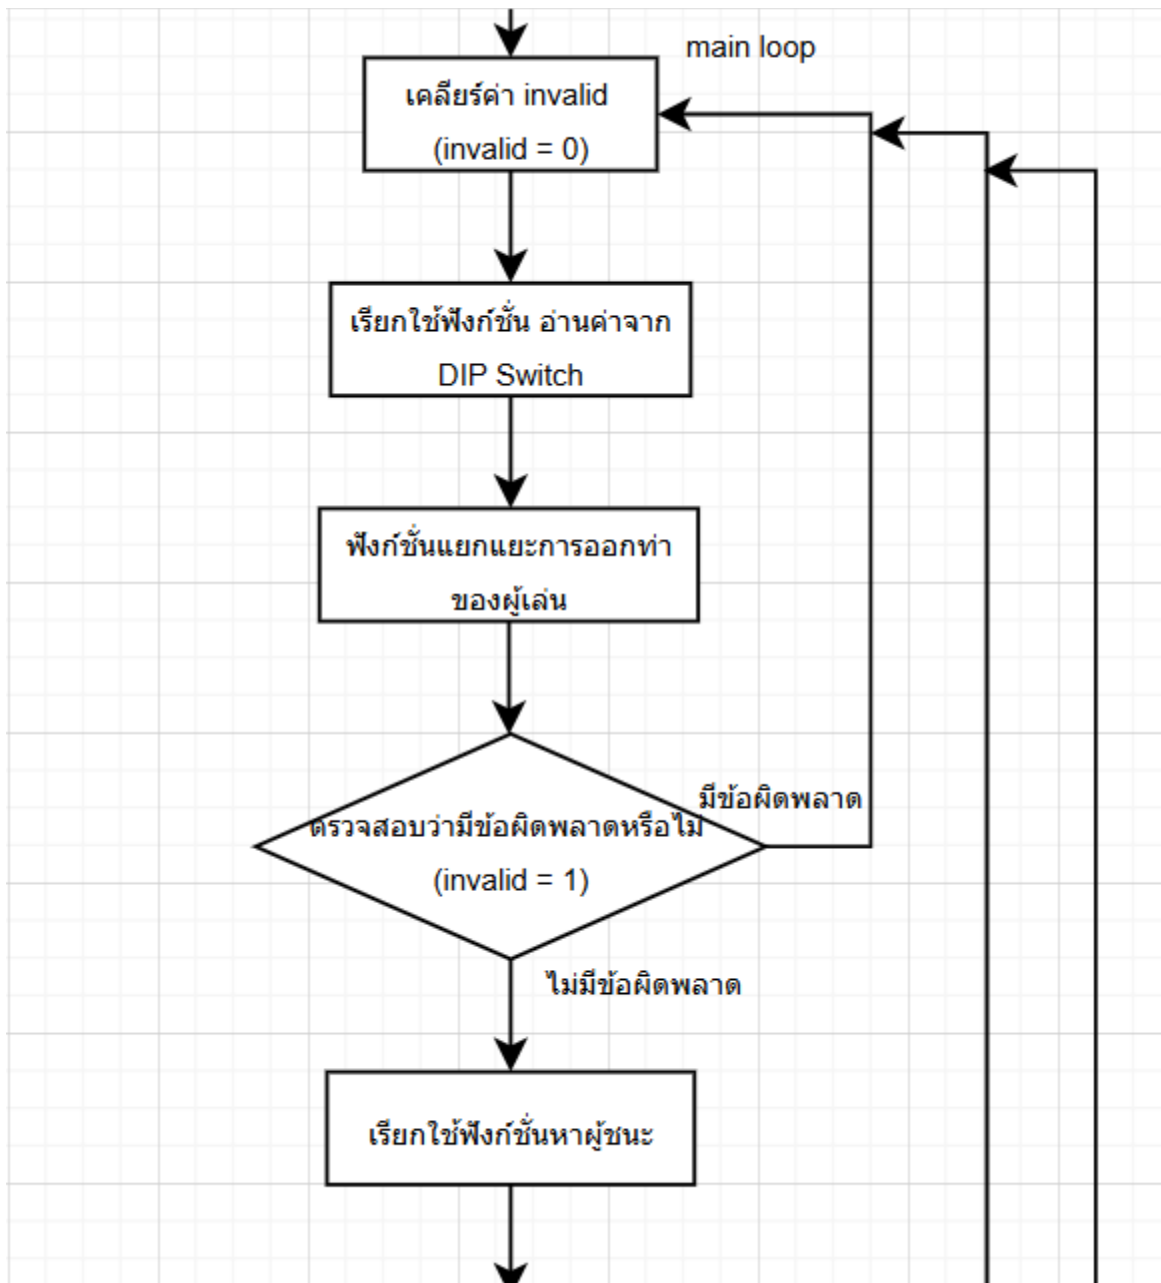 main loop
เคลียร์ค่า invalid
(invalid = 0)
เรียกใช้ฟังก์ชั่น อ่านค่าจาก
DIP Switch
ฟังก์ชั่นแยกแยะการออกท่า
ของผู้เล่น
มีข้อผิดพลาด
ตรวจสอบว่ามีข้อผิดพลาดหรือไม่
(invalid = 1)
ไม่มีข้อผิดพลาด
เรียกใช้ฟังก์ชั่นหาผู้ชนะ